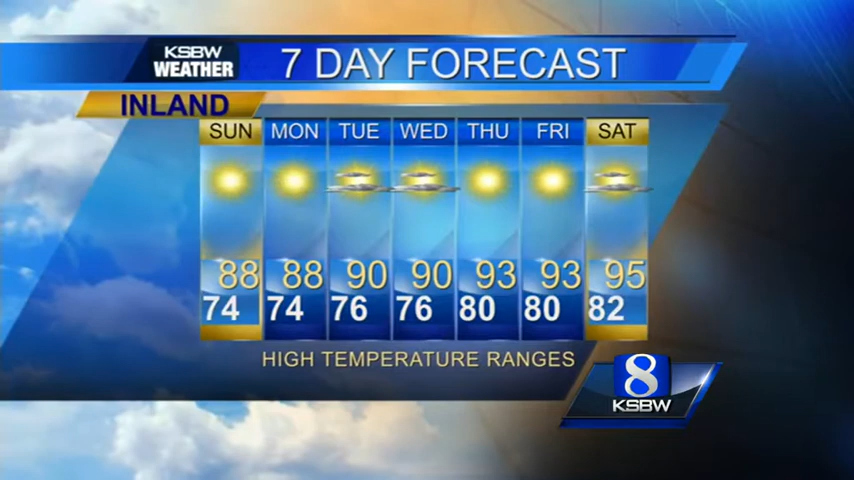 KSBW
WEATHER
7 DAY FORECAST
INLAND
SUN MON TUE WED THU FRI SAT
88 88 90 90 93 93 95
74 74 76 76 80 80 82
HIGH TEMPERATURE RANGES
8
KSBW